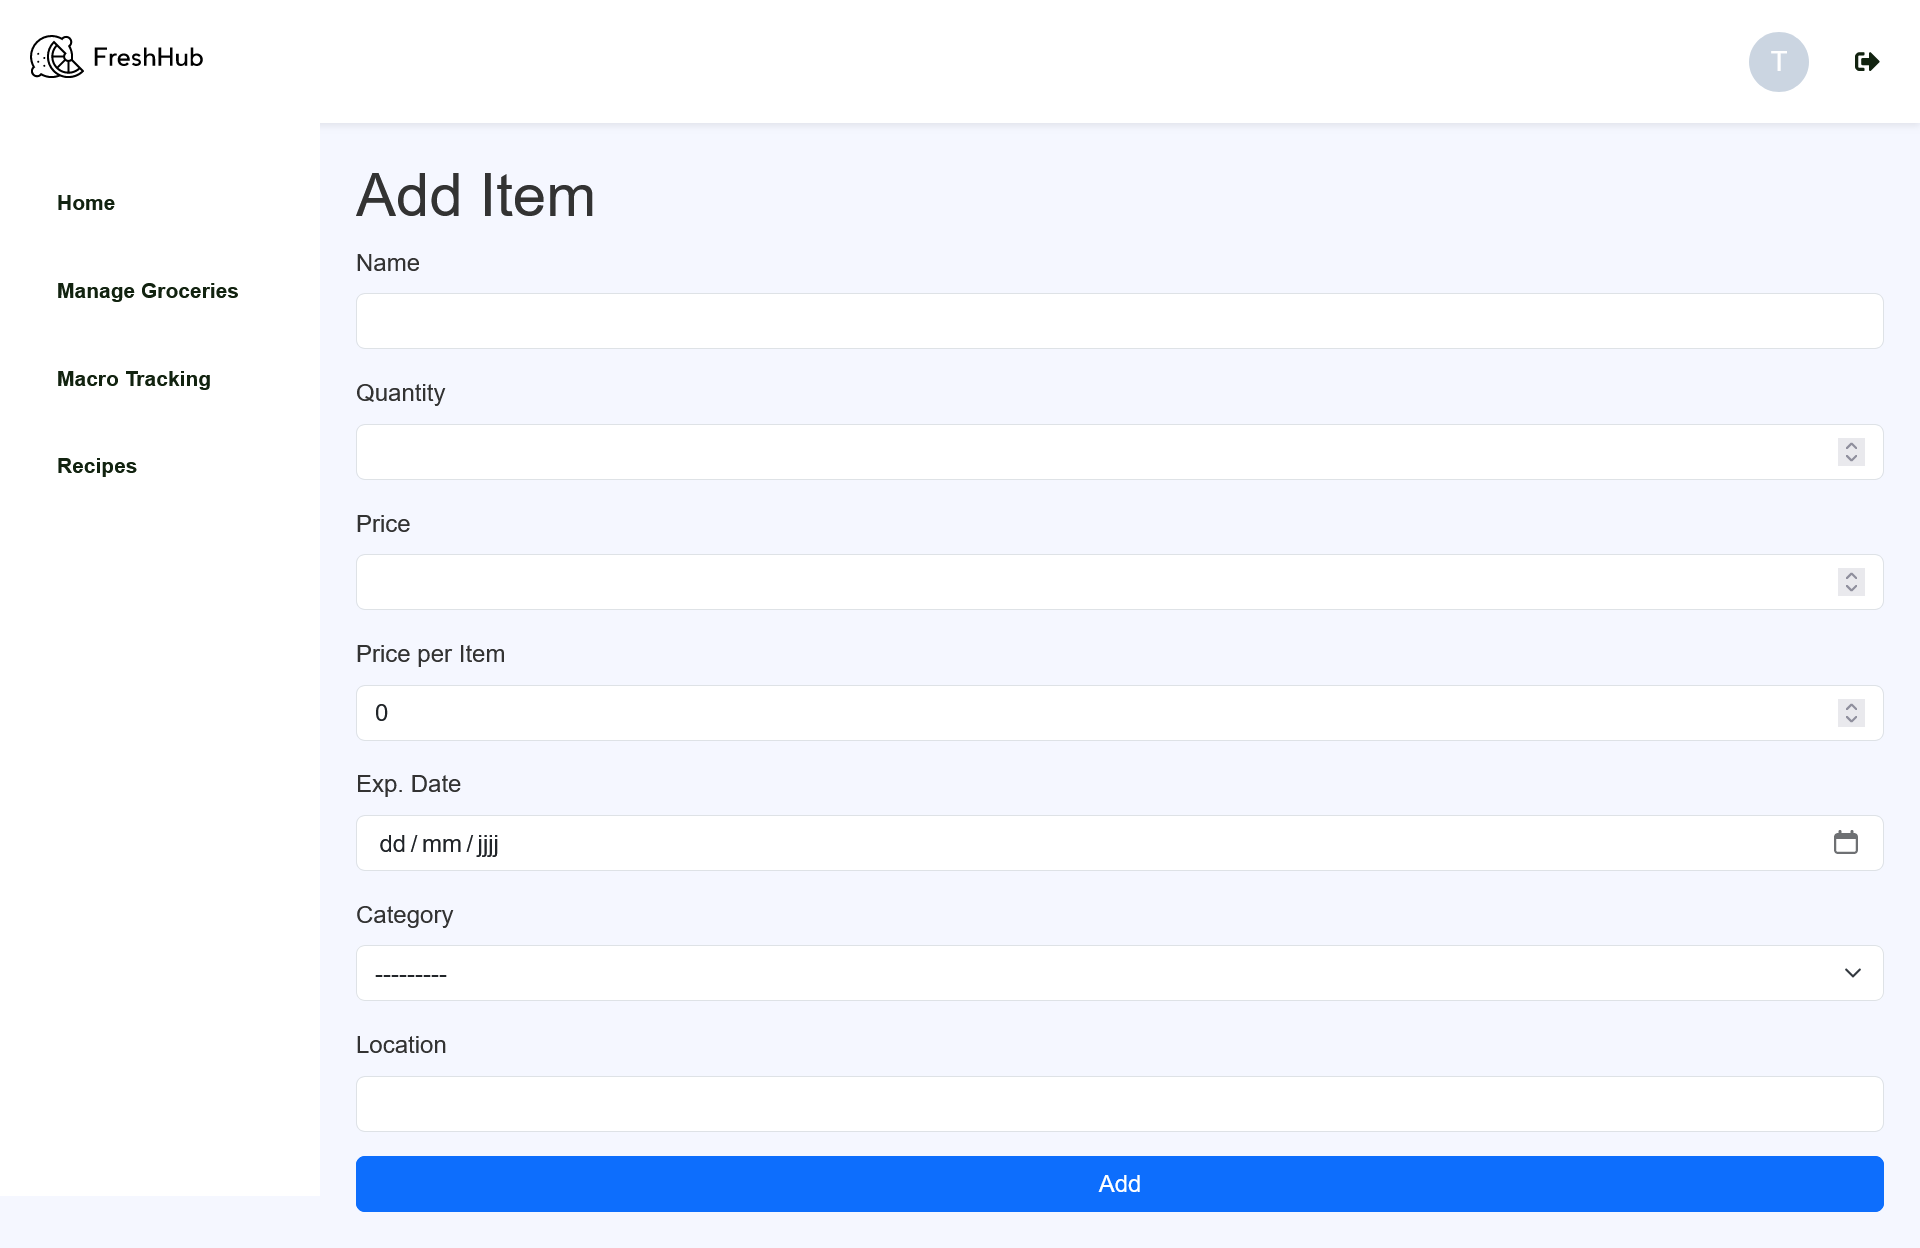 FreshHub
T
Home
Manage Groceries
Macro Tracking
Recipes
Add Item
Name
Quantity
Price
Price per Item
0
Exp. Date
dd/mm/jjjj
Category
---------
Location
Add